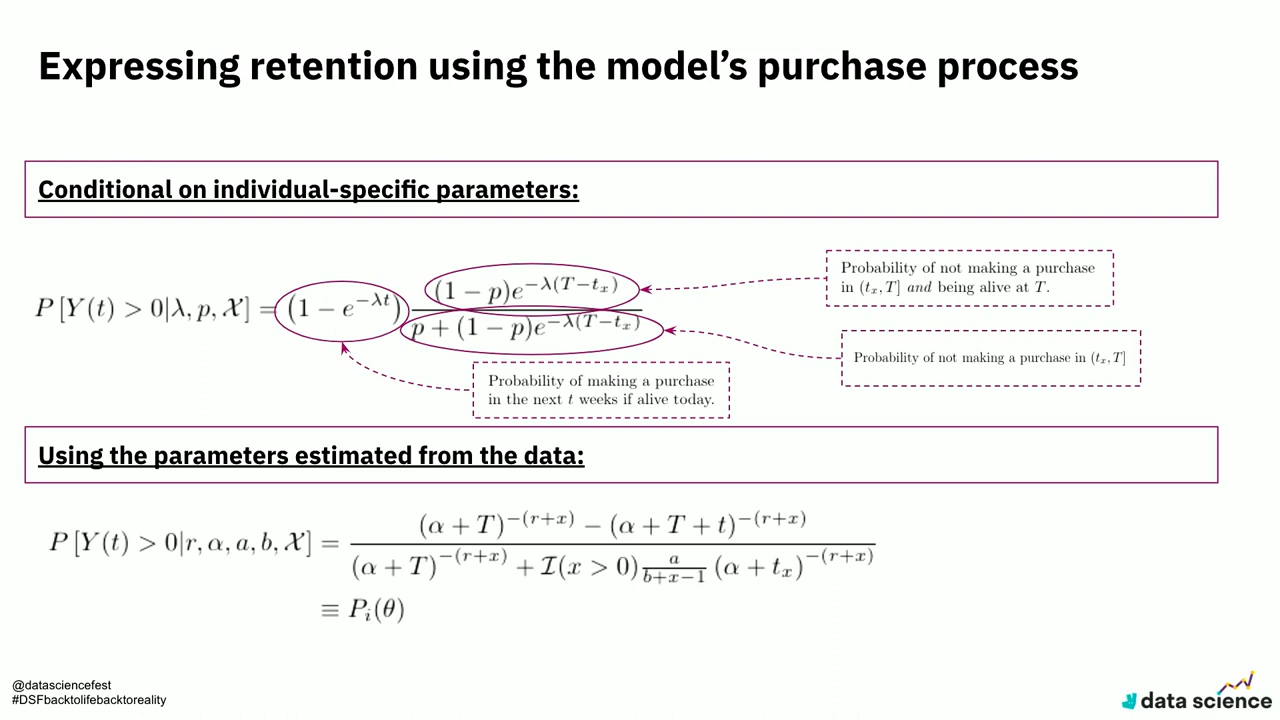 Expressing retention using the model’s purchase process
Conditional on individual-specific parameters:
P [Y(t) > 0|λ, p, 𝒳] = (1 − e^{−λt}) \frac{(1 − p)e^{−λ(T−t_x)}}{p + (1 − p)e^{−λ(T−t_x)}}
Probability of not making a purchase
in (t_x, T] and being alive at T.
Probability of not making a purchase in (t_x, T]
Probability of making a purchase
in the next t weeks if alive today.
Using the parameters estimated from the data:
P [Y(t) > 0|r, α, a, b, 𝒳] = \frac{(α + T)^{−(r+x)} − (α + T + t)^{−(r+x)}}{(α + T)^{−(r+x)} + ℐ(x > 0)\frac{a}{b+x−1} (α + t_x)^{−(r+x)}}
≡ P_i(θ)
@datasciencefest
#DSFbacktolifebacktoreality
data science